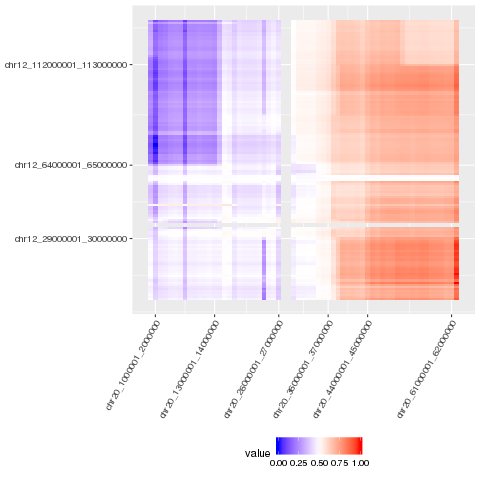 chr12_112000001_113000000
chr12_64000001_65000000
chr12_29000001_30000000
chr20_1000001_2000000
chr20_13000001_14000000
chr20_26000001_27000000
chr20_36000001_37000000
chr20_44000001_45000000
chr20_61000001_62000000
value
0.00 0.25 0.50 0.75 1.00